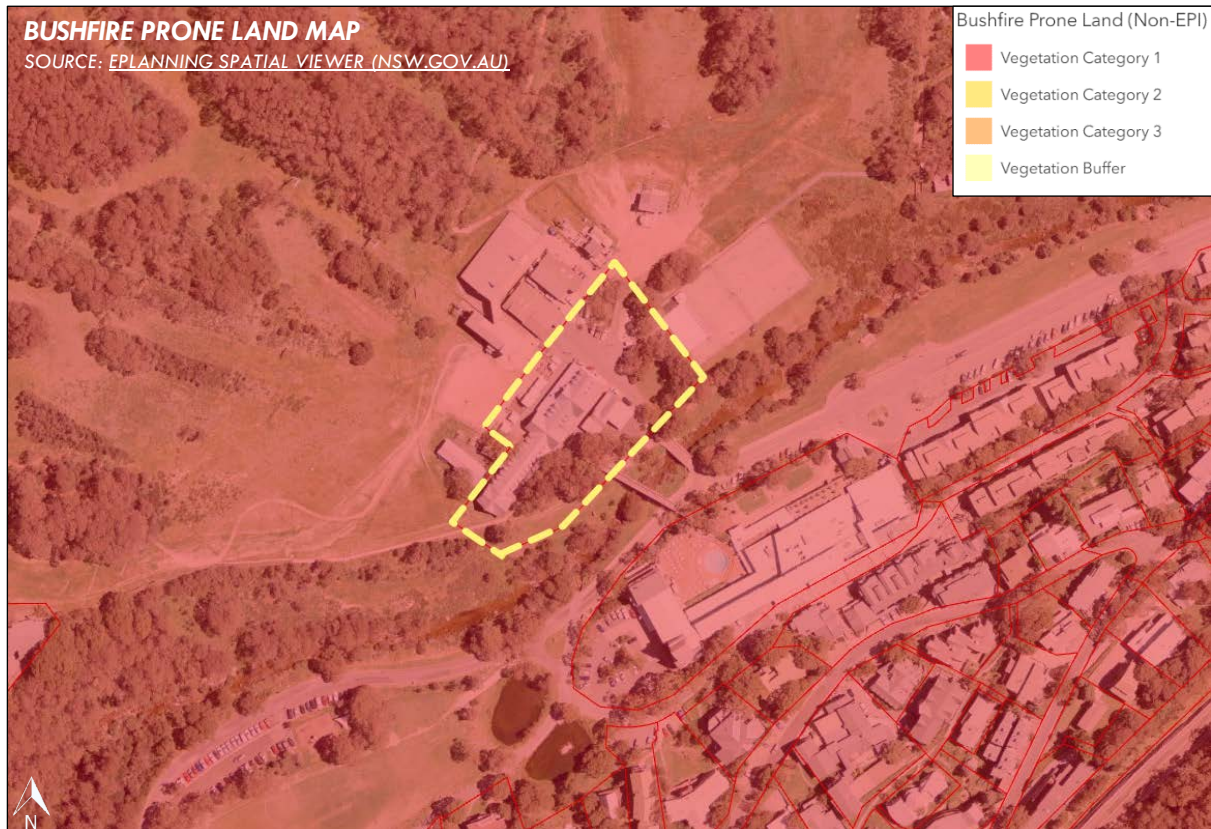 BUSHFIRE PRONE LAND MAP
SOURCE: EPLANNING SPATIAL VIEWER (NSW.GOV.AU)
Bushfire Prone Land (Non-EPI)
Vegetation Category 1
Vegetation Category 2
Vegetation Category 3
Vegetation Buffer
N